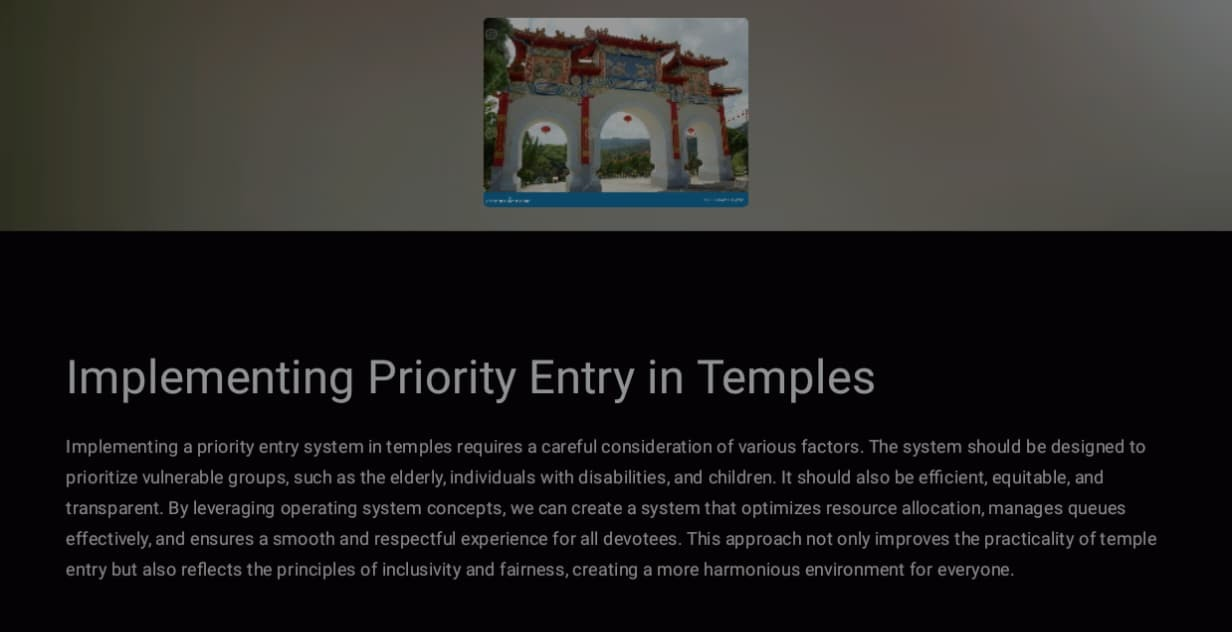 Implementing Priority Entry in Temples
Implementing a priority entry system in temples requires a careful consideration of various factors. The system should be designed to
prioritize vulnerable groups, such as the elderly, individuals with disabilities, and children. It should also be efficient, equitable, and
transparent. By leveraging operating system concepts, we can create a system that optimizes resource allocation, manages queues
effectively, and ensures a smooth and respectful experience for all devotees. This approach not only improves the practicality of temple
entry but also reflects the principles of inclusivity and fairness, creating a more harmonious environment for everyone.